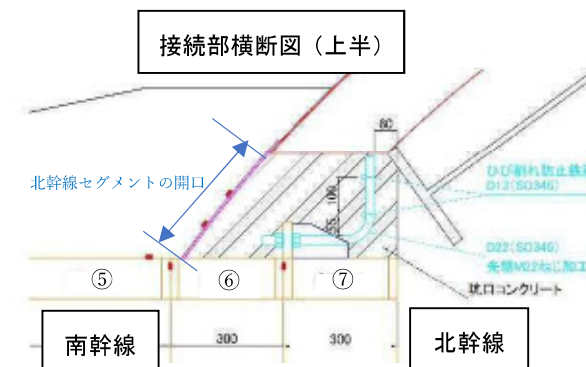 接続部横断図（上半）
80
北幹線セグメントの開口
100
55
ひび割れ防止鉄筋
D13(SD345)
D22(SD345)
先端M22ねじ加工
坑口コンクリート
⑤
⑥
⑦
南幹線
300
300
北幹線